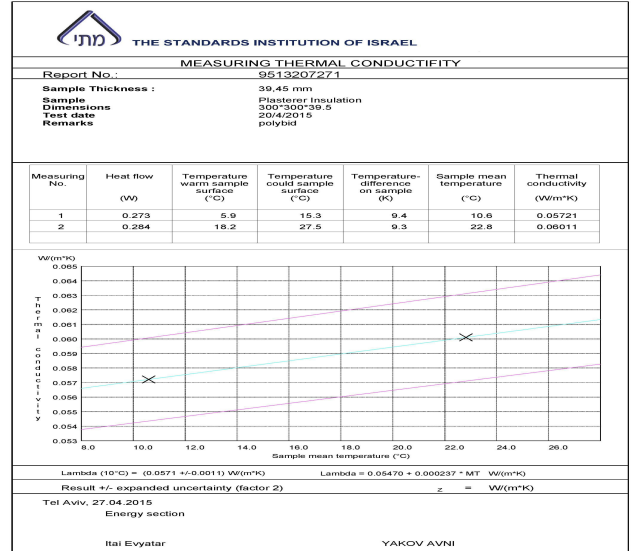 מתי
THE STANDARDS INSTITUTION OF ISRAEL
MEASURING THERMAL CONDUCTIFITY
Report No.: 9513207271
Sample Thickness : 39,45 mm
Sample Plasterer Insulation
Dimensions 300*300*39.5
Test date 20/4/2015
Remarks polybid
Measuring No. Heat flow (W) Temperature warm sample surface (°C) Temperature could sample surface (°C) Temperature-difference on sample (K) Sample mean temperature (°C) Thermal conductivity (W/m*K)
1 0.273 5.9 15.3 9.4 10.6 0.05721
2 0.284 18.2 27.5 9.3 22.8 0.06011
W/(m*K)
0.065
0.064
0.063
0.062
0.061
0.060
0.059
0.057
0.056
0.055
0.054
0.053
Thermal conductivity
8.0 10.0 12.0 14.0 16.0 18.0 20.0 22.0 24.0 26.0
Sample mean temperature (°C)
Lambda (10°C) = (0.0571 +/-0.0011) W/(m*K) Lambda = 0.05470 + 0.000237 * MT W/(m*K)
Result +/- expanded uncertainty (factor 2) z = W/(m*K)
Tel Aviv, 27.04.2015
Energy section
Itai Evyatar YAKOV AVNI